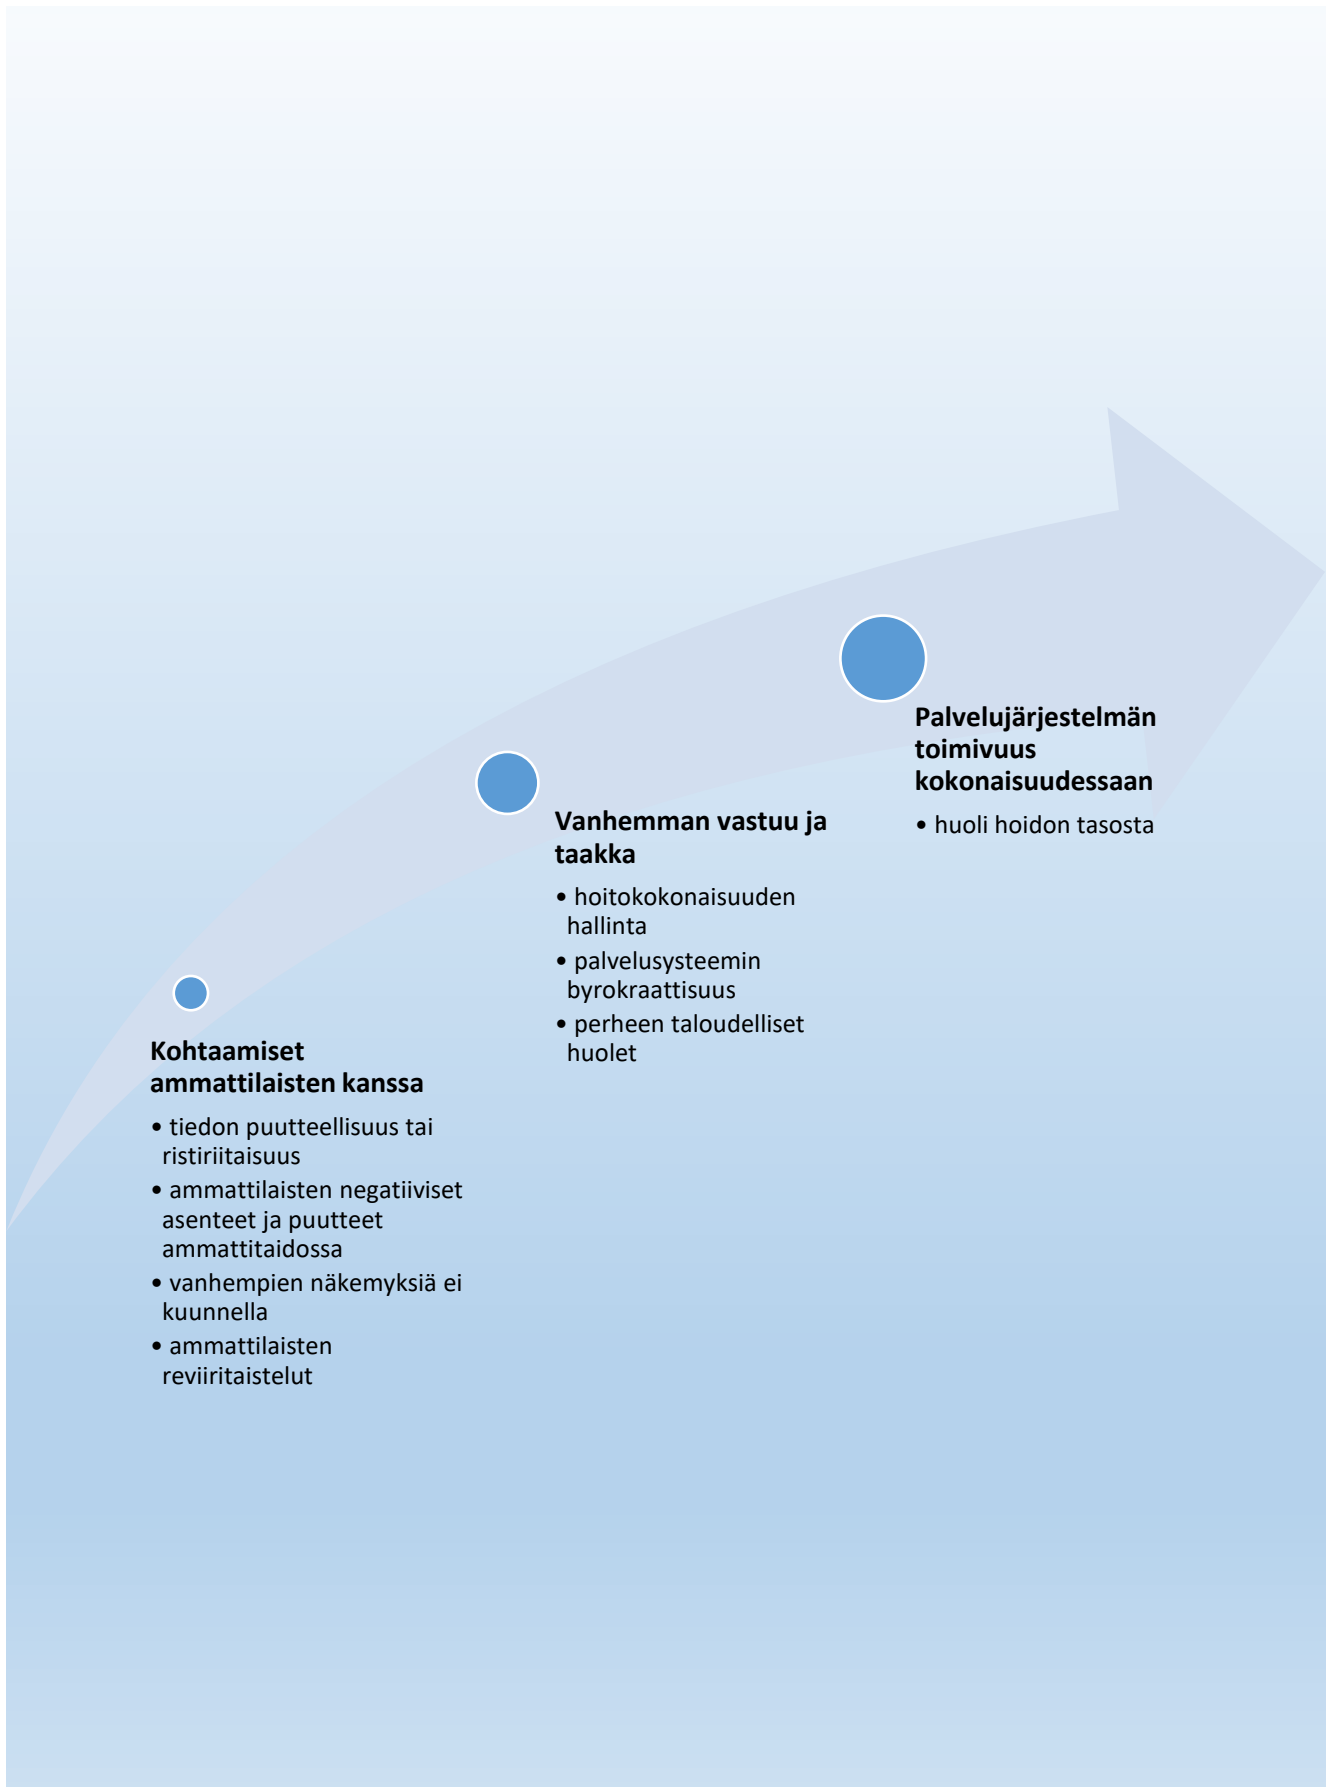 Kohtaamiset
ammattilaisten kanssa
• tiedon puutteellisuus tai
ristiriitaisuus
• ammattilaisten negatiiviset
asenteet ja puutteet
ammattitaidossa
• vanhempien näkemyksiä ei
kuunnella
• ammattilaisten
reviiritaistelut
Vanhemman vastuu ja
taakka
• hoitokokonaisuuden
hallinta
• palvelusysteemin
byrokraattisuus
• perheen taloudelliset
huolet
Palvelujärjestelmän
toimivuus
kokonaisuudessaan
• huoli hoidon tasosta